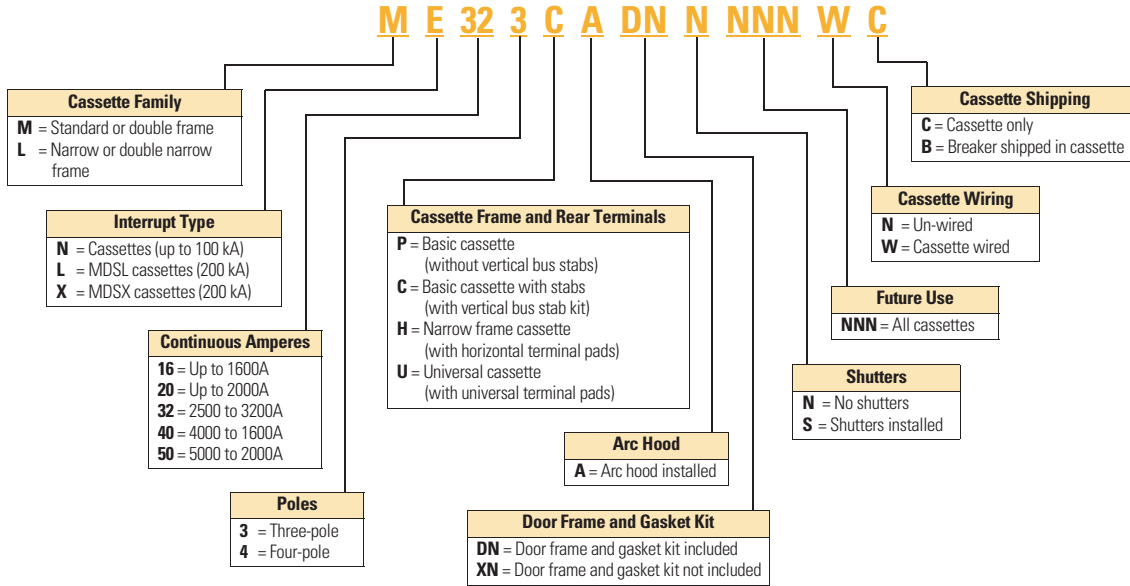 M E 32 3 C A DN N NNN W C
Cassette Family
M = Standard or double frame
L = Narrow or double narrow
frame
Interrupt Type
N = Cassettes (up to 100 kA)
L = MDSL cassettes (200 kA)
X = MDSX cassettes (200 kA)
Continuous Amperes
16 = Up to 1600A
20 = Up to 2000A
32 = 2500 to 3200A
40 = 4000 to 1600A
50 = 5000 to 2000A
Poles
3 = Three-pole
4 = Four-pole
Cassette Frame and Rear Terminals
P = Basic cassette
(without vertical bus stabs)
C = Basic cassette with stabs
(with vertical bus stab kit)
H = Narrow frame cassette
(with horizontal terminal pads)
U = Universal cassette
(with universal terminal pads)
Arc Hood
A = Arc hood installed
Door Frame and Gasket Kit
DN = Door frame and gasket kit included
XN = Door frame and gasket kit not included
Shutters
N = No shutters
S = Shutters installed
Future Use
NNN = All cassettes
Cassette Wiring
N = Un-wired
W = Cassette wired
Cassette Shipping
C = Cassette only
B = Breaker shipped in cassette